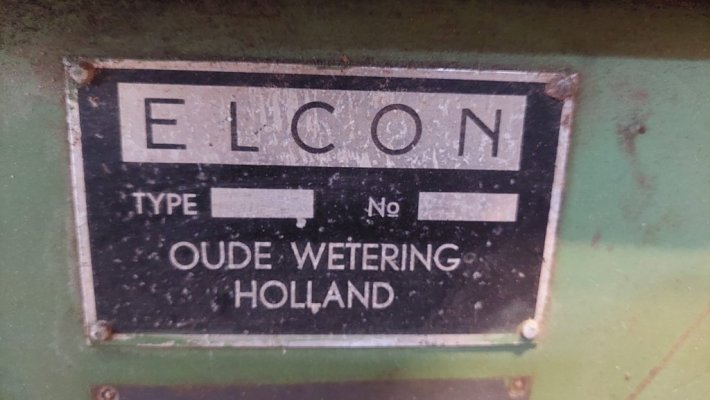 ELCON
TYPE No
OUDE WETERING
HOLLAND